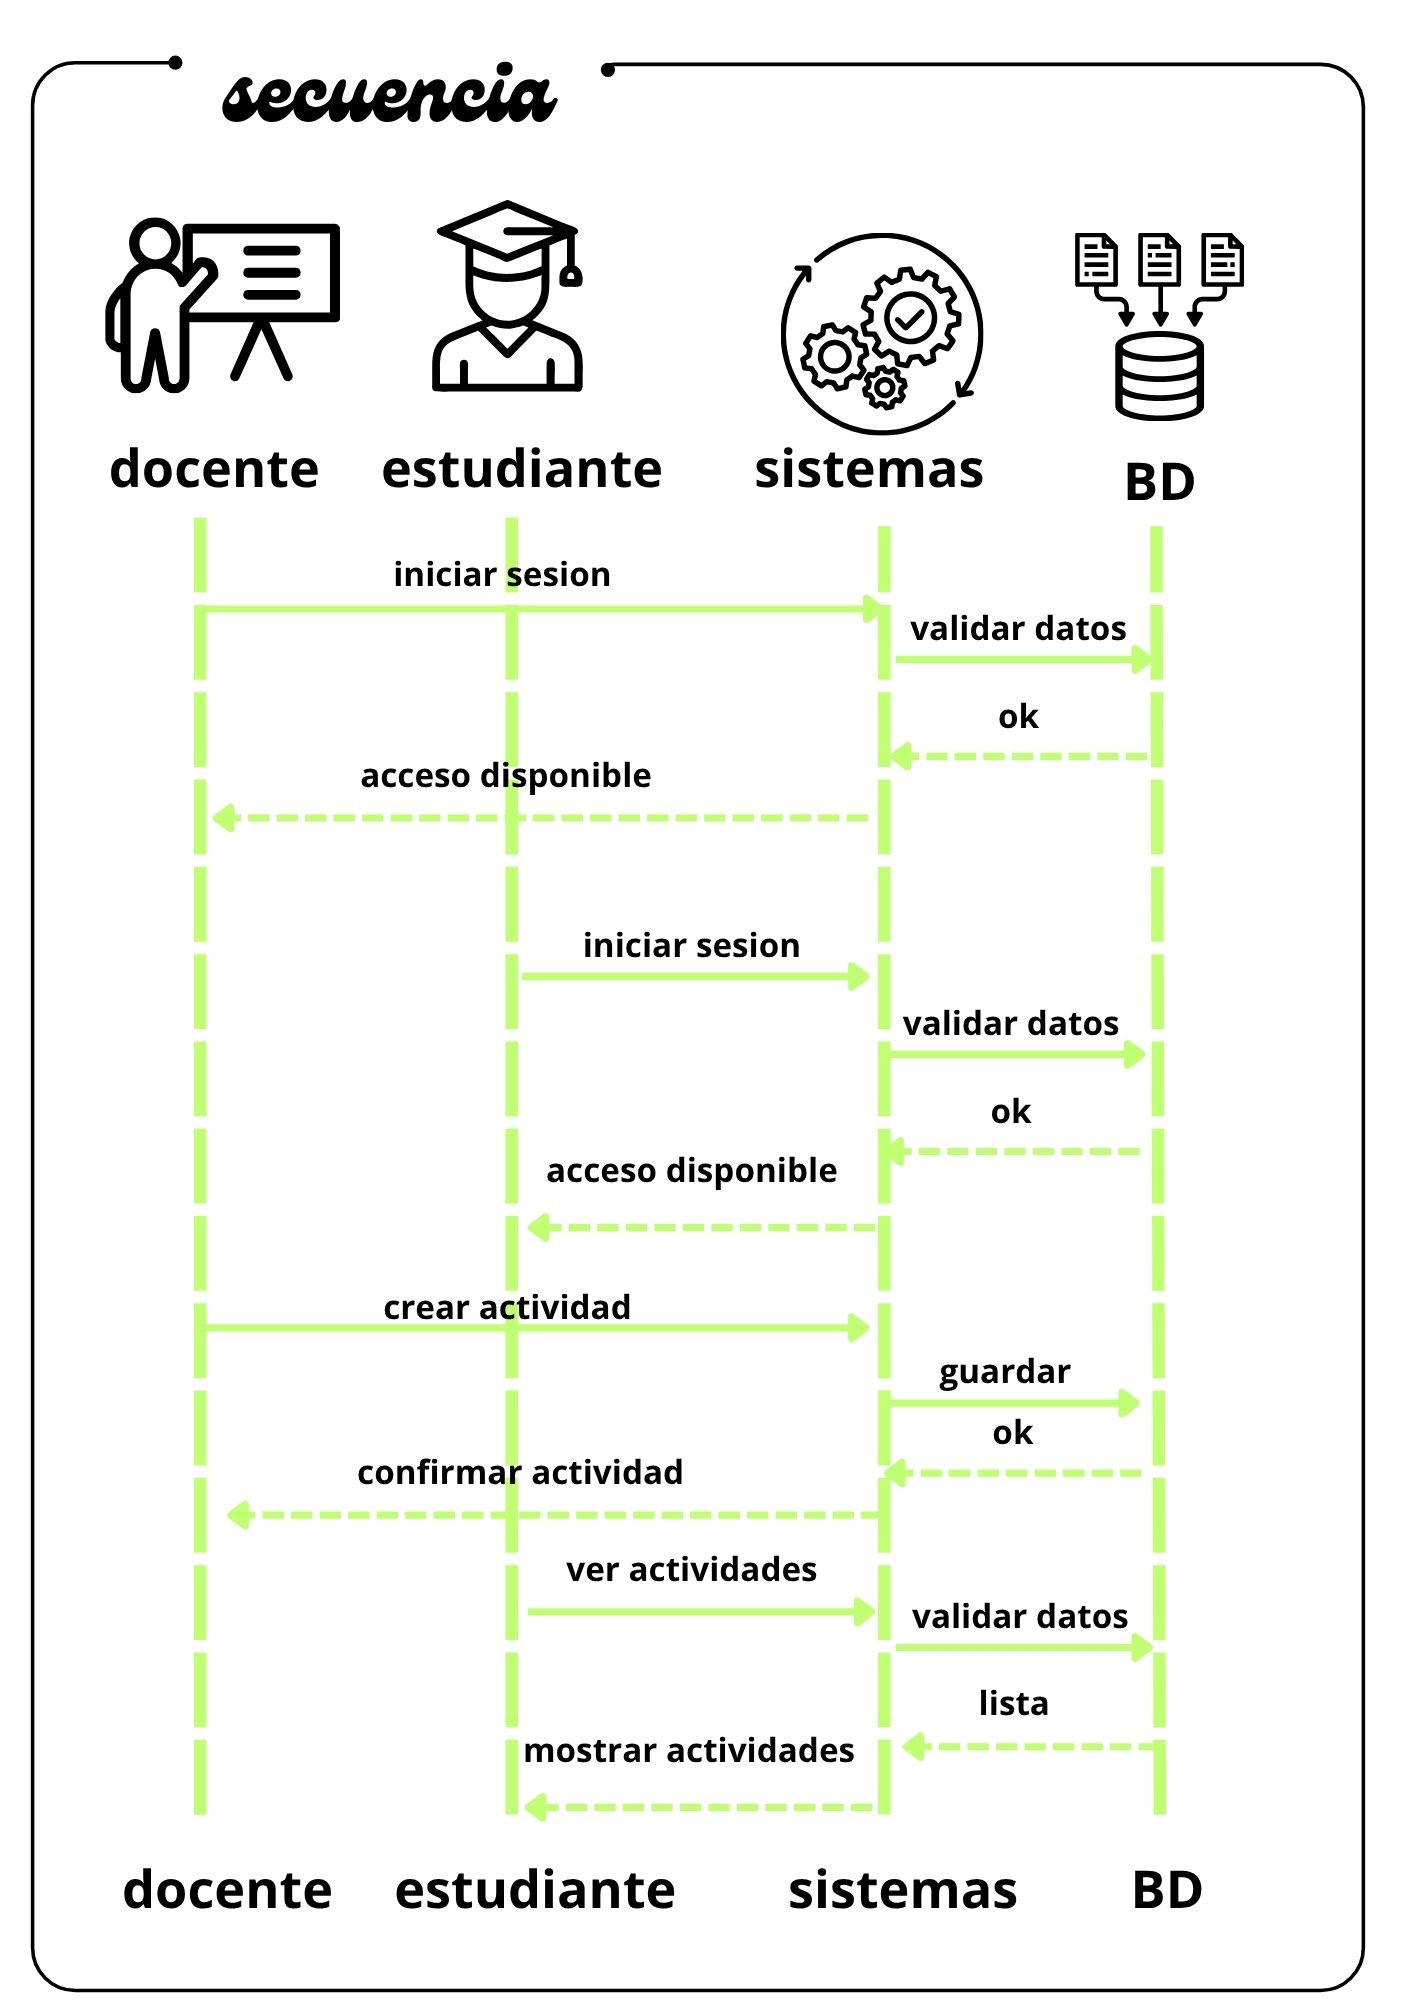 secuencia
docente
estudiante
sistemas
BD
iniciar sesion
validar datos
ok
acceso disponible
iniciar sesion
validar datos
ok
acceso disponible
crear actividad
guardar
ok
confirmar actividad
ver actividades
validar datos
lista
mostrar actividades
docente
estudiante
sistemas
BD